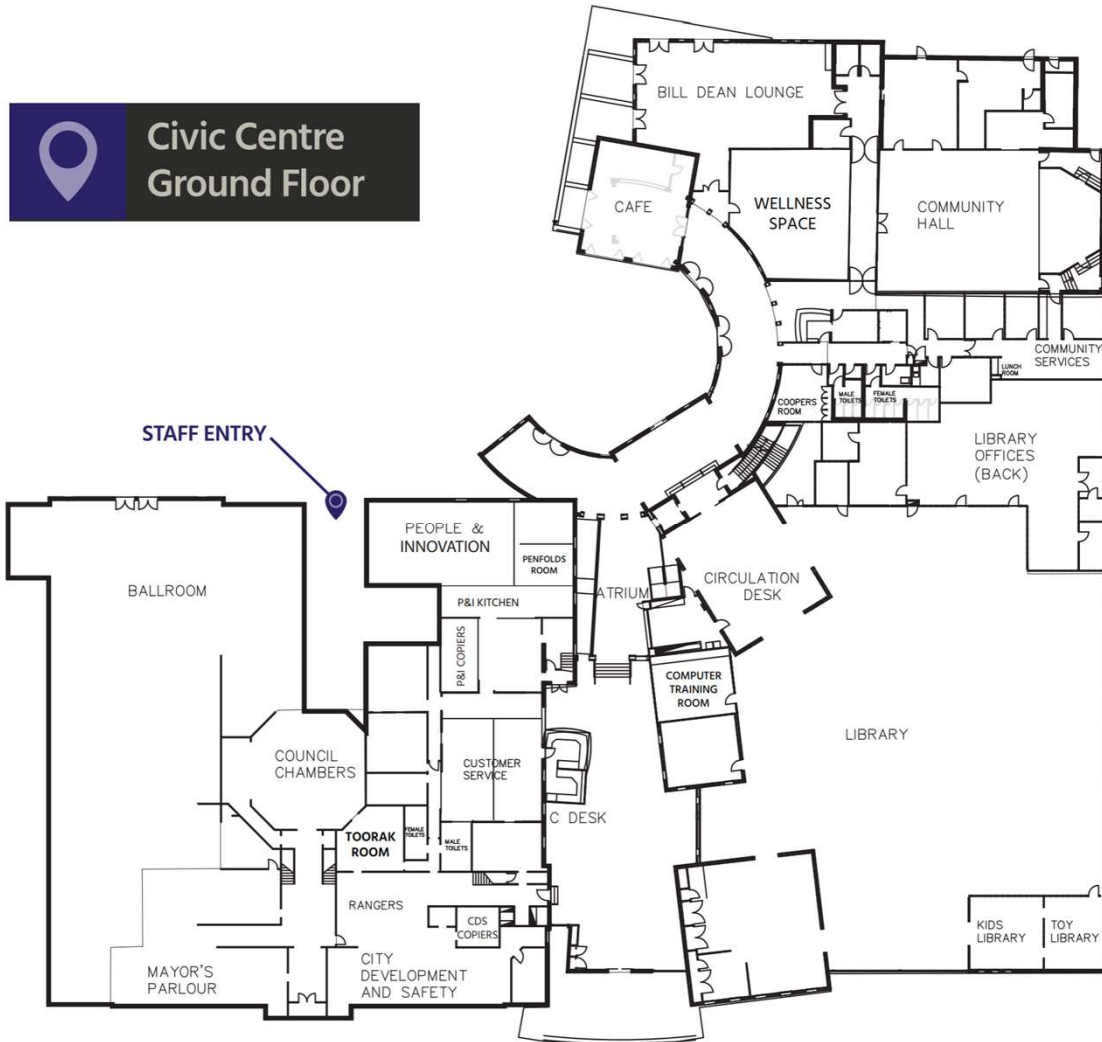 Civic Centre
Ground Floor
BILL DEAN LOUNGE
CAFE
WELLNESS
SPACE
COMMUNITY
HALL
COMMUNITY
SERVICES
LUNCH
ROOM
COOPERS
ROOM
MALE
TOILETS
FEMALE
TOILETS
LIBRARY
OFFICES
(BACK)
STAFF ENTRY
PEOPLE &
INNOVATION
PENFOLDS
ROOM
BALLROOM
P&I KITCHEN
ATRIUM
CIRCULATION
DESK
P&I COPIERS
COMPUTER
TRAINING
ROOM
LIBRARY
COUNCIL
CHAMBERS
CUSTOMER
SERVICE
C DESK
TOORAK
ROOM
FEMALE
TOILETS
MALE
TOILETS
RANGERS
CDS
COPIERS
KIDS
LIBRARY
TOY
LIBRARY
MAYOR'S
PARLOUR
CITY
DEVELOPMENT
AND SAFETY